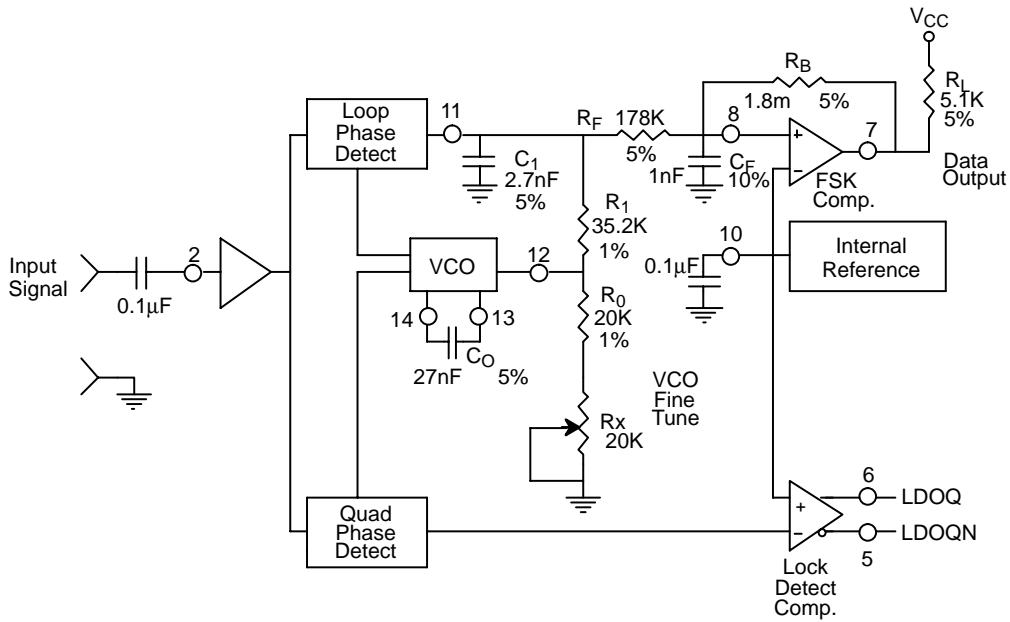 VCC
RB
1.8m 5%
RL
5.1K
5%
Loop
Phase
Detect
11
RF 178K
5%
8
+
−
7
C1
2.7nF
5%
1nF
CF
10%
FSK
Comp.
Data
Output
R1
35.2K
1%
10
0.1µF
Internal
Reference
Input
Signal
2
0.1µF
VCO
12
14
13
CO
27nF 5%
R0
20K
1%
VCO
Fine
Tune
Rx
20K
Quad
Phase
Detect
+
−
6
LDOQ
LDOQN
5
Lock
Detect
Comp.